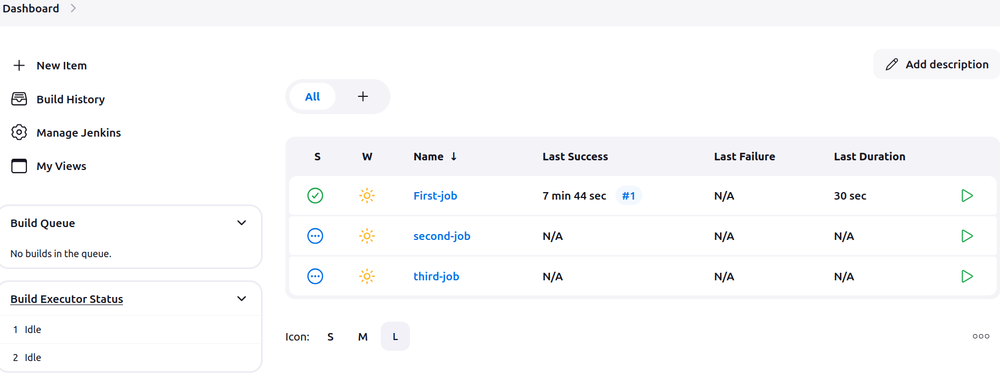 Dashboard
New Item
Build History
Manage Jenkins
My Views
Build Queue
No builds in the queue.
Build Executor Status
1 Idle
2 Idle
Add description
All +
S W Name ↓ Last Success Last Failure Last Duration
First-job 7 min 44 sec #1 N/A 30 sec
second-job N/A N/A N/A
third-job N/A N/A N/A
Icon: S M L